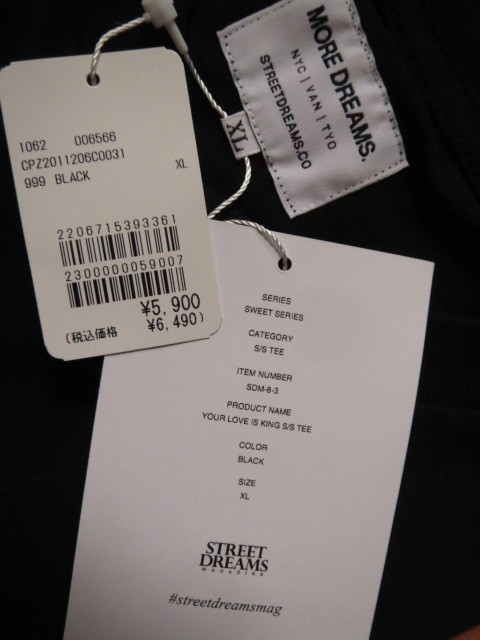 MORE DREAMS.
NYC | VAN | TYO
STREETDREAMS.CO
XL
1062 006566
CPZ2011206C0031
999 BLACK XL
2206715393361
2300000059007
¥5,900
(税込価格 ¥6,490)
SERIES
SWEET SERIES
CATEGORY
S/S TEE
ITEM NUMBER
SDM-8-3
PRODUCT NAME
YOUR LOVE IS KING S/S TEE
COLOR
BLACK
SIZE
XL
STREET
DREAMS
MAGAZINE
#streetdreamsmag